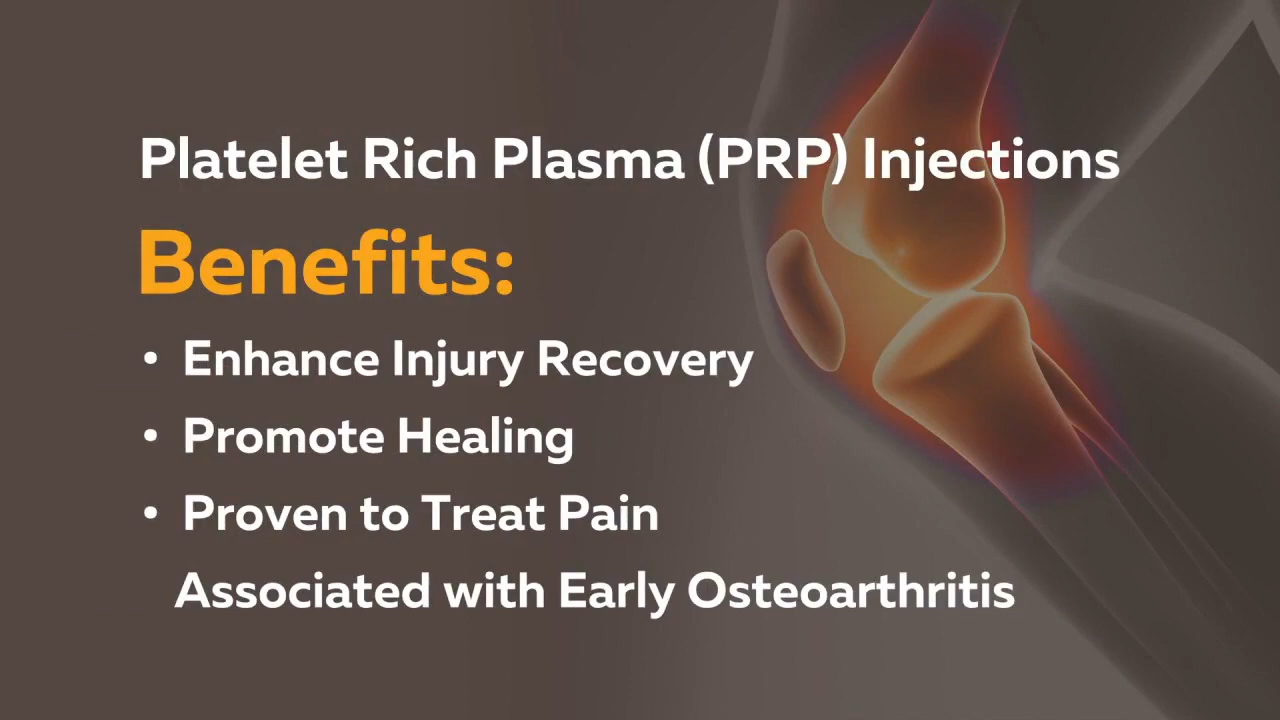 Platelet Rich Plasma (PRP) Injections
Benefits:
• Enhance Injury Recovery
• Promote Healing
• Proven to Treat Pain
Associated with Early Osteoarthritis